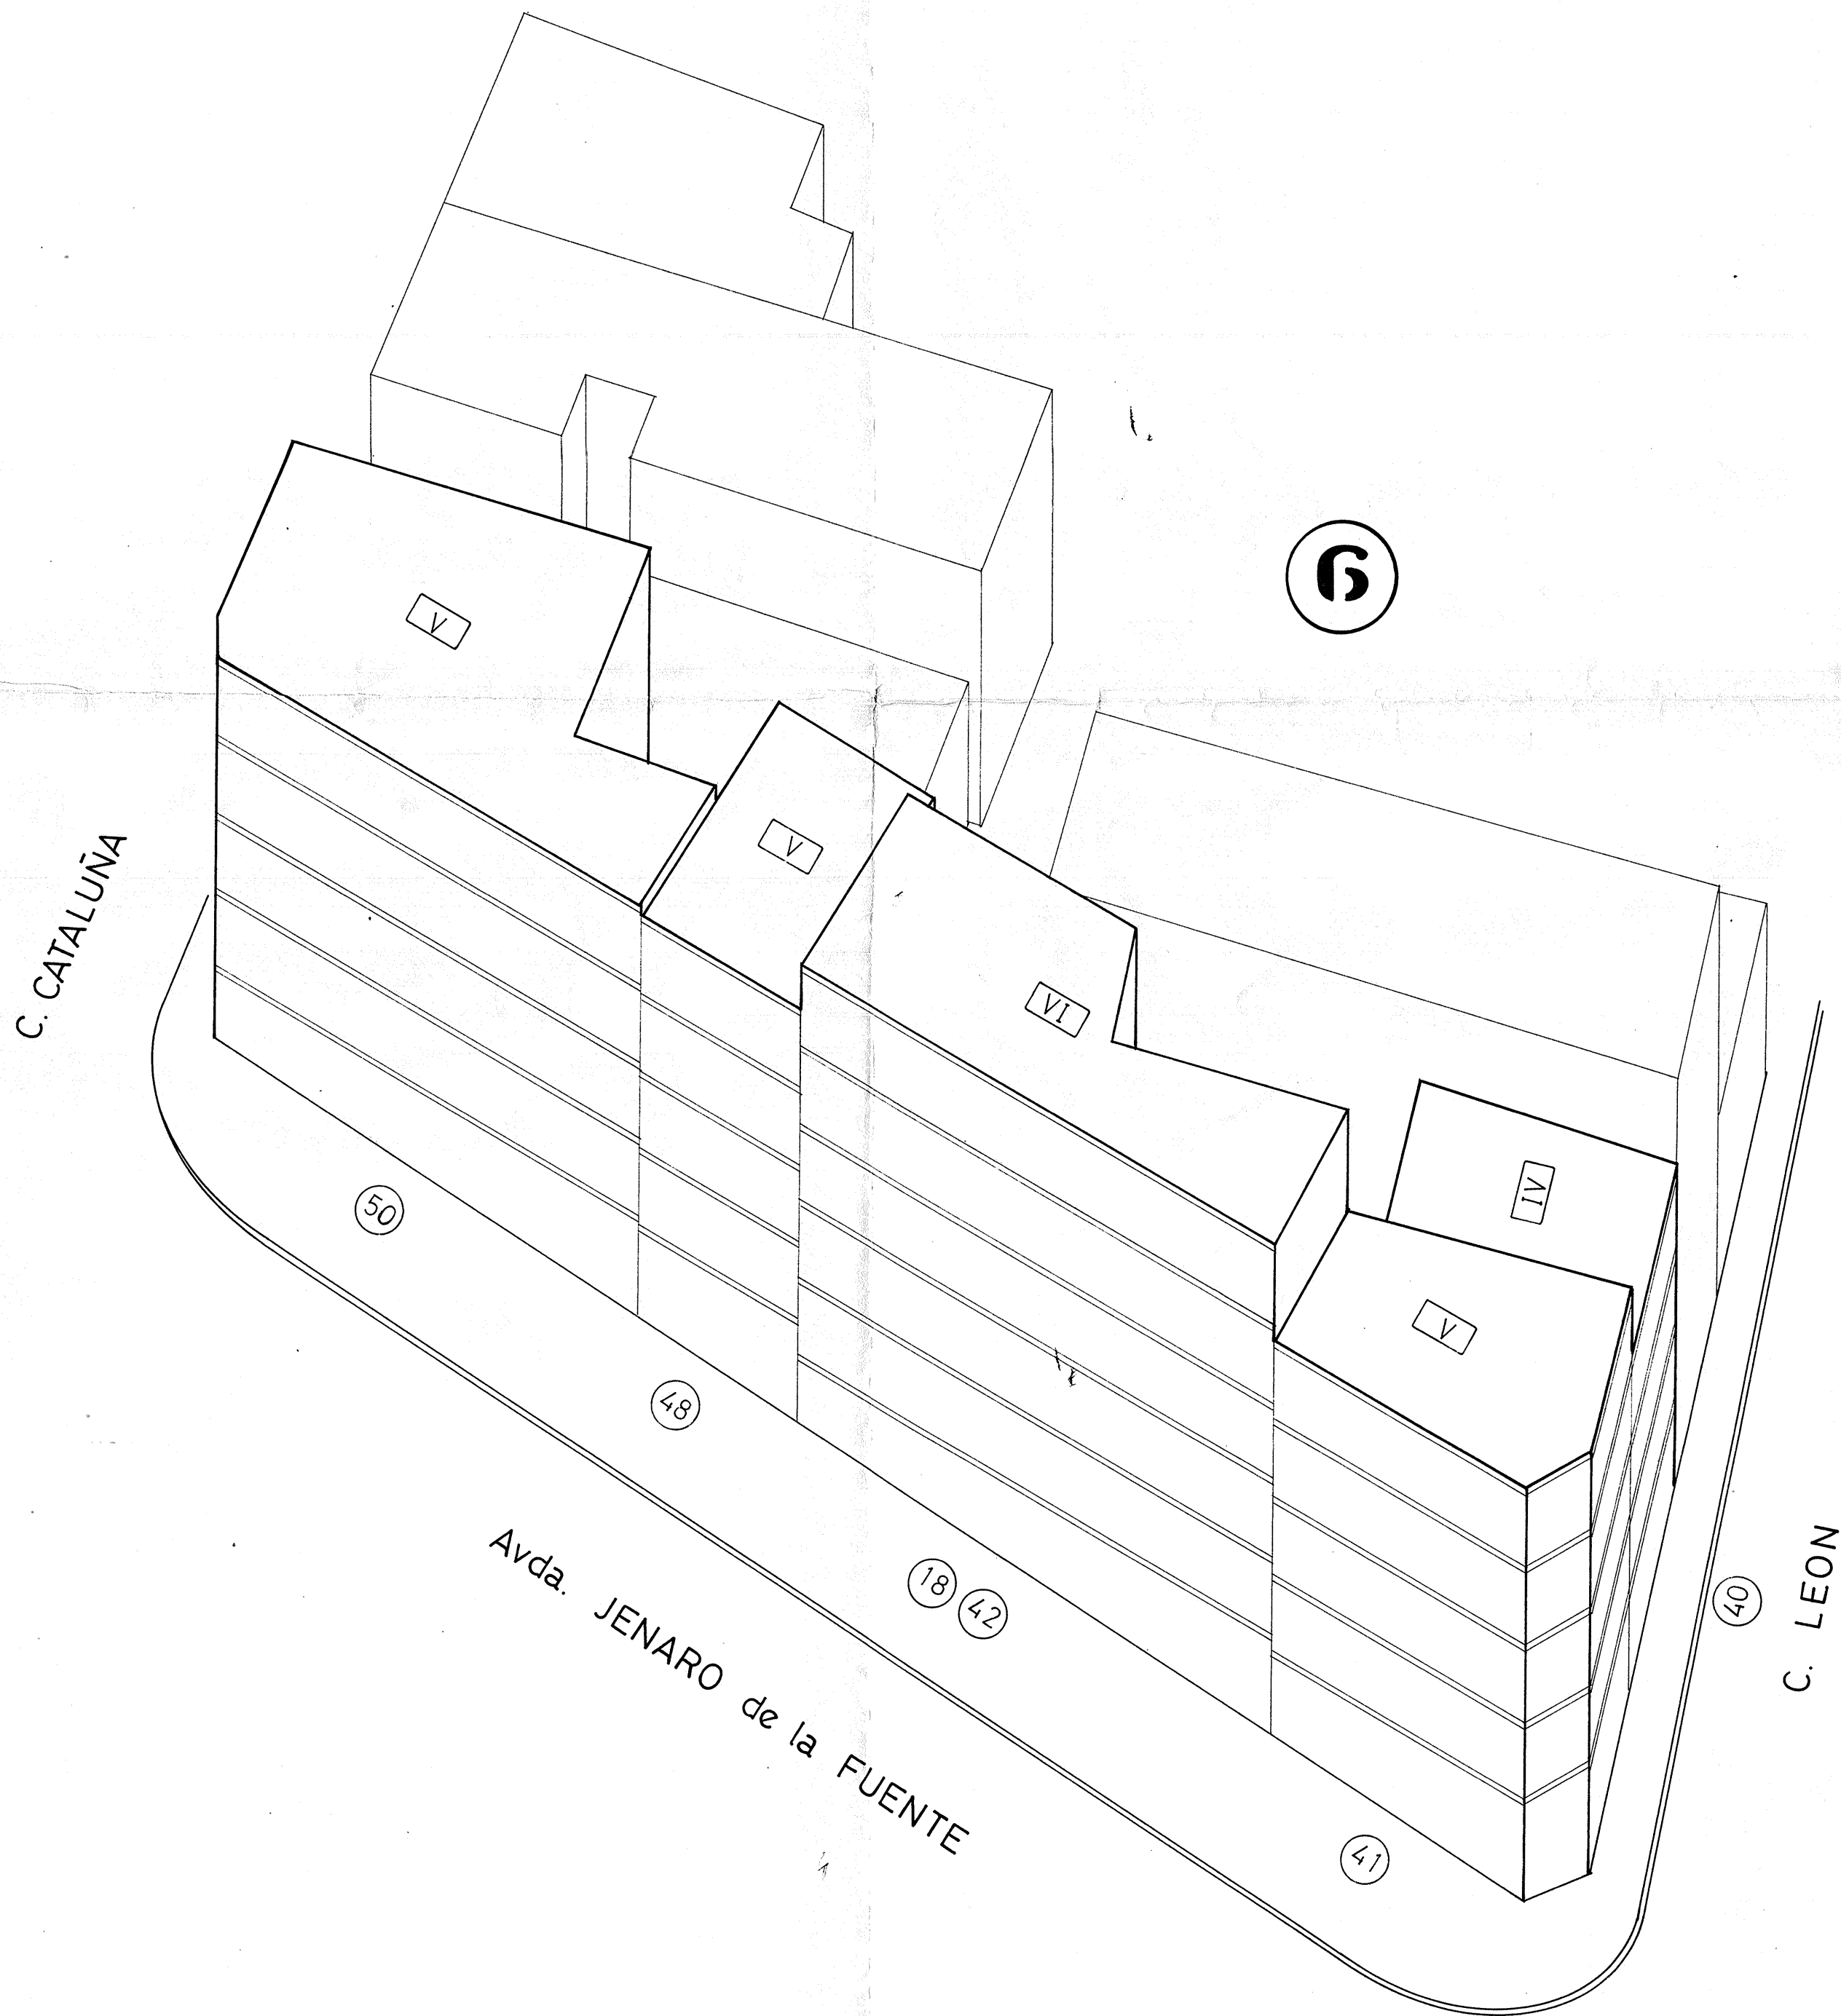 6
V
V
VI
IV
V
C. CATALUÑA
50
48
18 42
41
40
Avda. JENARO de la FUENTE
C. LEON